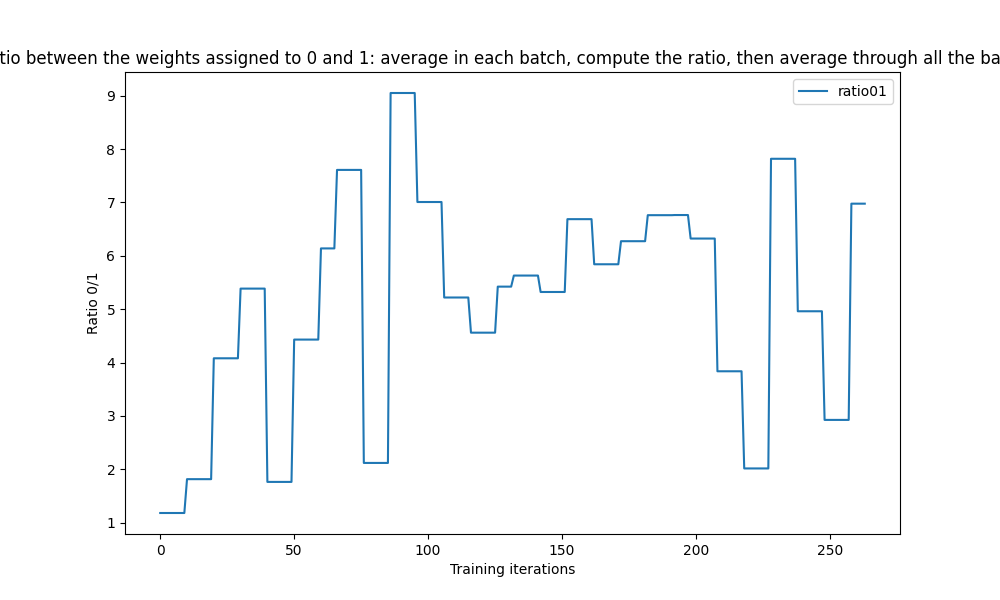 tio between the weights assigned to 0 and 1: average in each batch, compute the ratio, then average through all the ba
ratio01
9
8
7
6
5
4
3
2
1
Ratio 0/1
0 50 100 150 200 250
Training iterations